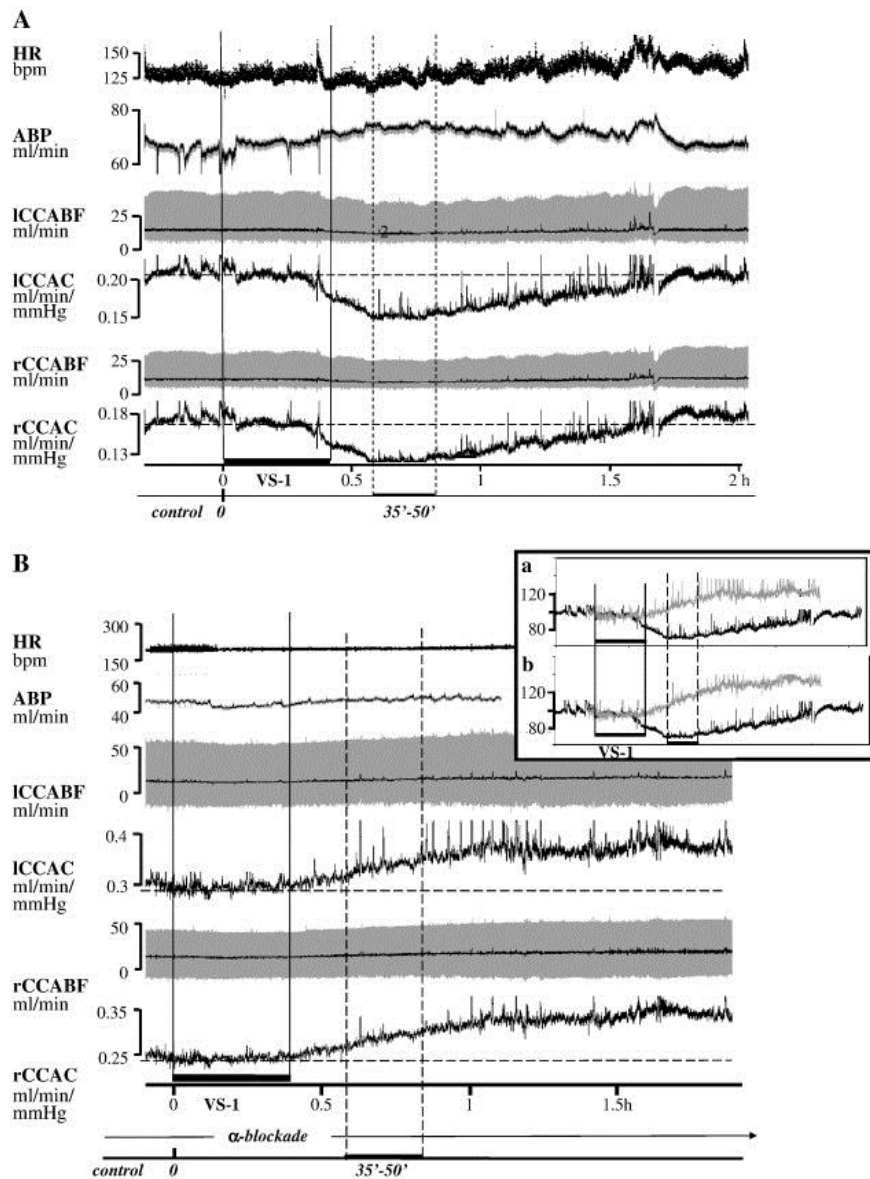 A
HR
bpm
150
125
ABP
ml/min
80
60
lCCABF
ml/min
25
0
2
lCCAC
ml/min/
mmHg
0.20
0.15
rCCABF
ml/min
25
0
rCCAC
ml/min/
mmHg
0.18
0.13
0 VS-1 0.5 1 1.5 2 h
control 0 35'-50'
B
HR
bpm
300
150
ABP
ml/min
60
40
lCCABF
ml/min
50
0
lCCAC
ml/min/
mmHg
0.4
0.3
rCCABF
ml/min
50
0
rCCAC
ml/min/
mmHg
0.35
0.25
0 VS-1 0.5 1 1.5h
α-blockade
control 0 35'-50'
a
120
80
b
120
80
VS-1